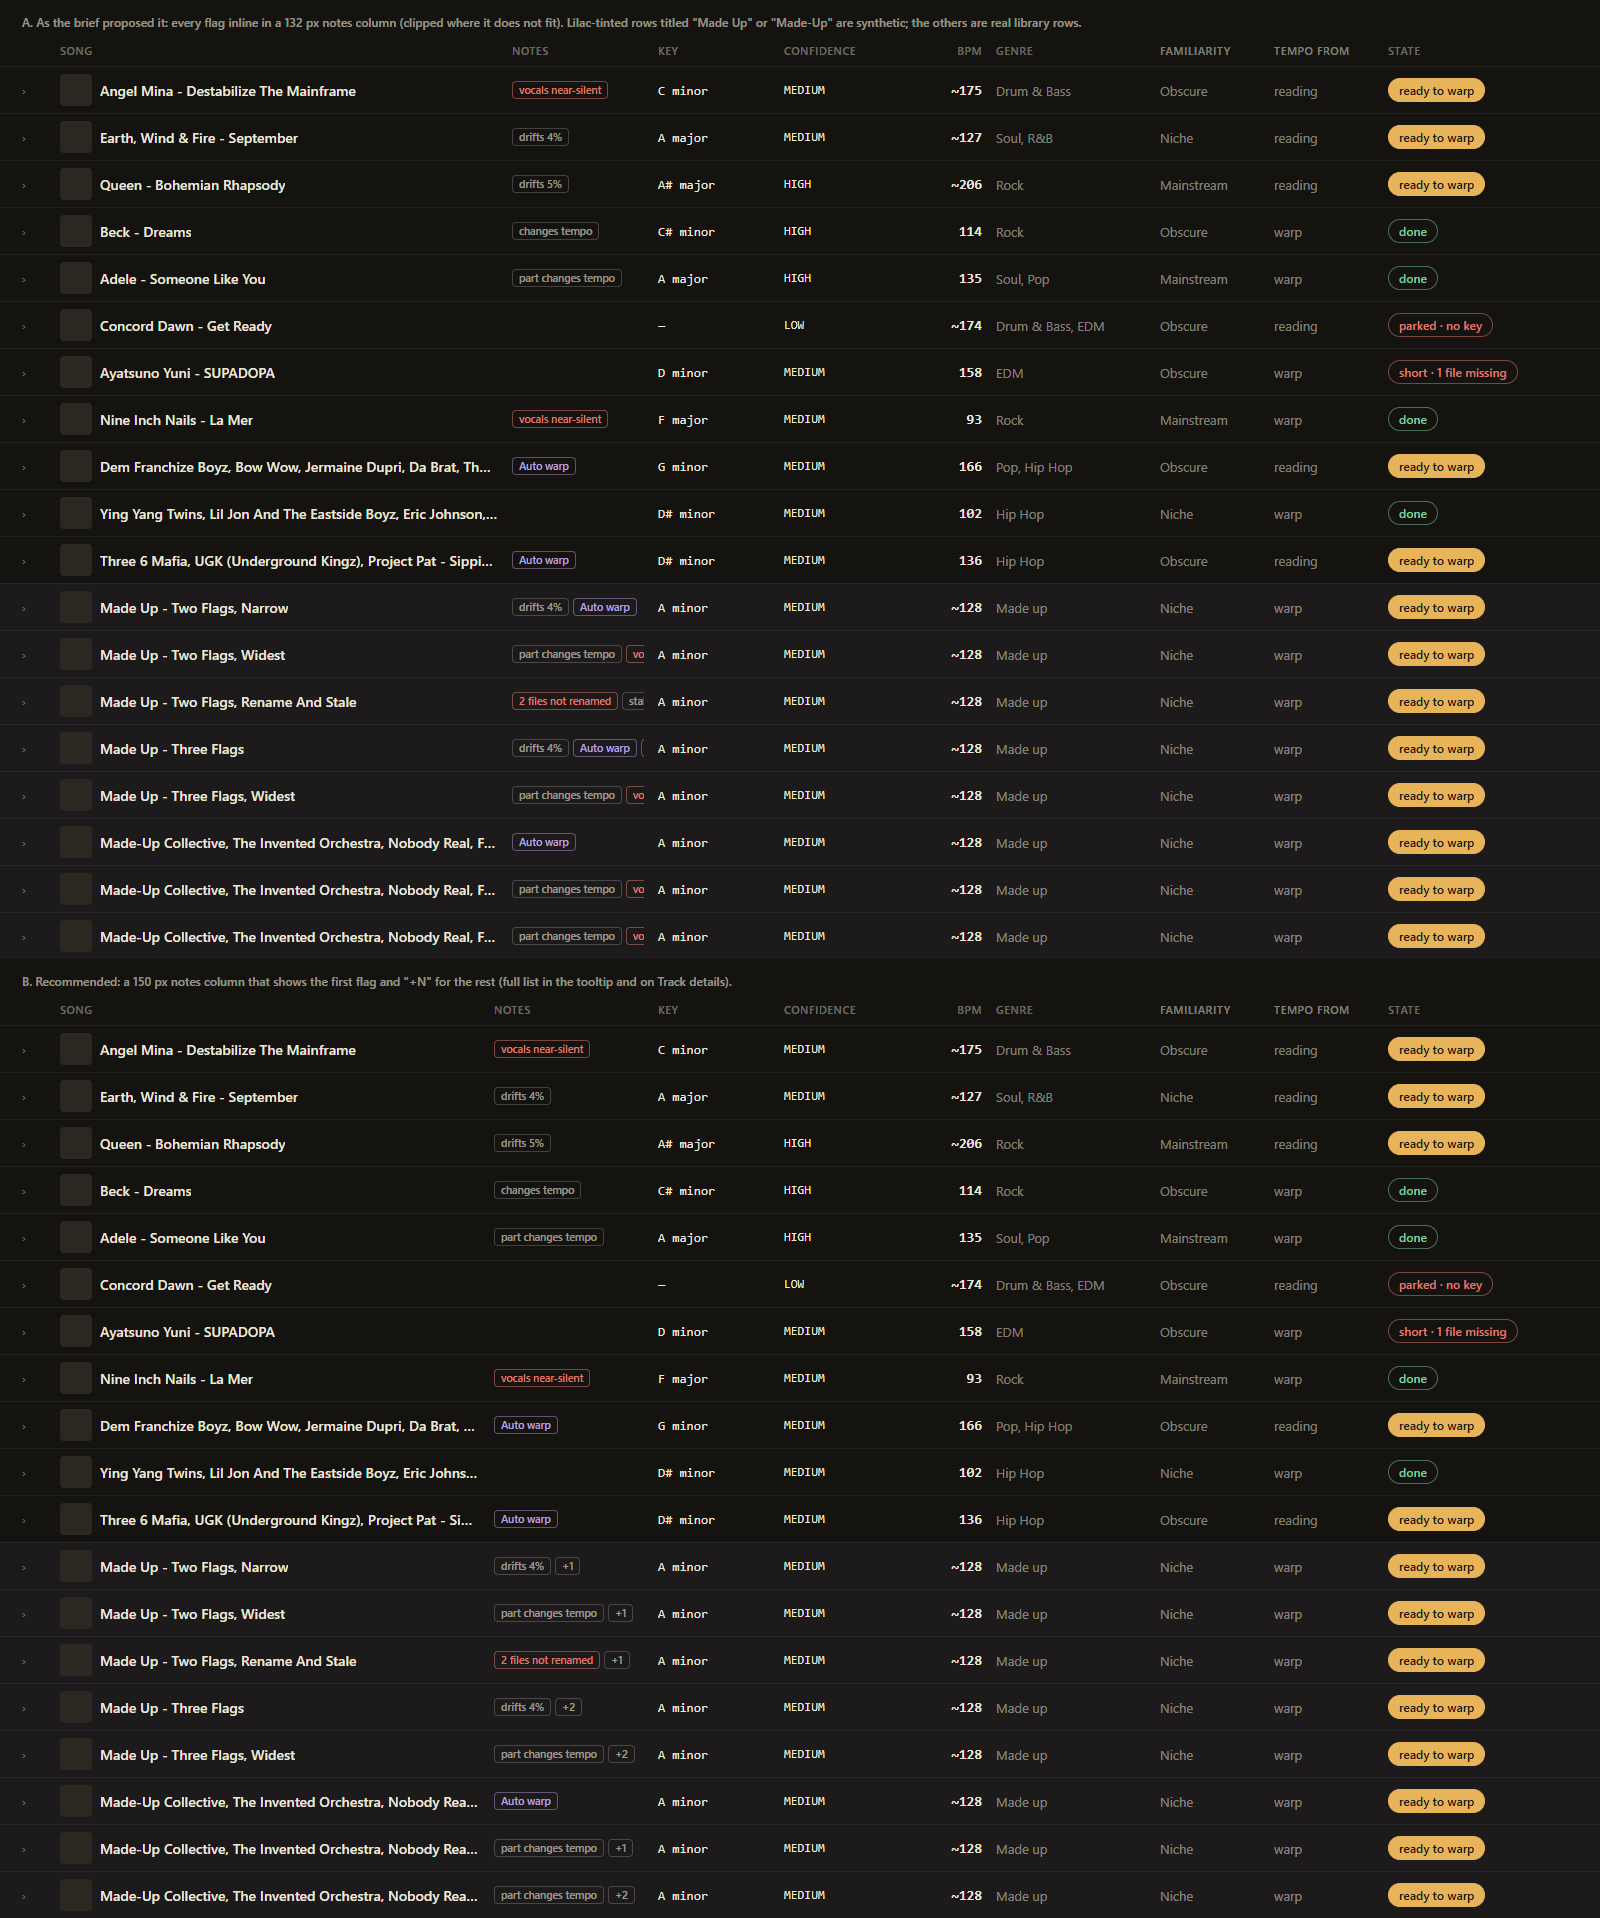 A. As the brief proposed it: every flag inline in a 132 px notes column (clipped where it does not fit). Lilac-tinted rows titled "Made Up" or "Made-Up" are synthetic; the others are real library rows.
SONG NOTES KEY CONFIDENCE BPM GENRE FAMILIARITY TEMPO FROM STATE
› Angel Mina - Destabilize The Mainframe vocals near-silent C minor MEDIUM ~175 Drum & Bass Obscure reading ready to warp
› Earth, Wind & Fire - September drifts 4% A major MEDIUM ~127 Soul, R&B Niche reading ready to warp
› Queen - Bohemian Rhapsody drifts 5% A# major HIGH ~206 Rock Mainstream reading ready to warp
› Beck - Dreams changes tempo C# minor HIGH 114 Rock Obscure warp done
› Adele - Someone Like You part changes tempo A major HIGH 135 Soul, Pop Mainstream warp done
› Concord Dawn - Get Ready — LOW ~174 Drum & Bass, EDM Obscure reading parked · no key
› Ayatsuno Yuni - SUPADOPA D minor MEDIUM 158 EDM Obscure warp short · 1 file missing
› Nine Inch Nails - La Mer vocals near-silent F major MEDIUM 93 Rock Mainstream warp done
› Dem Franchize Boyz, Bow Wow, Jermaine Dupri, Da Brat, Th... Auto warp G minor MEDIUM 166 Pop, Hip Hop Obscure reading ready to warp
› Ying Yang Twins, Lil Jon And The Eastside Boyz, Eric Johnson,... D# minor MEDIUM 102 Hip Hop Niche warp done
› Three 6 Mafia, UGK (Underground Kingz), Project Pat - Sippi... Auto warp D# minor MEDIUM 136 Hip Hop Obscure reading ready to warp
› Made Up - Two Flags, Narrow drifts 4% Auto warp A minor MEDIUM ~128 Made up Niche warp ready to warp
› Made Up - Two Flags, Widest part changes tempo vo A minor MEDIUM ~128 Made up Niche warp ready to warp
› Made Up - Two Flags, Rename And Stale 2 files not renamed sta A minor MEDIUM ~128 Made up Niche warp ready to warp
› Made Up - Three Flags drifts 4% Auto warp A minor MEDIUM ~128 Made up Niche warp ready to warp
› Made Up - Three Flags, Widest part changes tempo vo A minor MEDIUM ~128 Made up Niche warp ready to warp
› Made-Up Collective, The Invented Orchestra, Nobody Real, F... Auto warp A minor MEDIUM ~128 Made up Niche warp ready to warp
› Made-Up Collective, The Invented Orchestra, Nobody Real, F... part changes tempo vo A minor MEDIUM ~128 Made up Niche warp ready to warp
› Made-Up Collective, The Invented Orchestra, Nobody Real, F... part changes tempo vo A minor MEDIUM ~128 Made up Niche warp ready to warp
B. Recommended: a 150 px notes column that shows the first flag and "+N" for the rest (full list in the tooltip and on Track details).
SONG NOTES KEY CONFIDENCE BPM GENRE FAMILIARITY TEMPO FROM STATE
› Angel Mina - Destabilize The Mainframe vocals near-silent C minor MEDIUM ~175 Drum & Bass Obscure reading ready to warp
› Earth, Wind & Fire - September drifts 4% A major MEDIUM ~127 Soul, R&B Niche reading ready to warp
› Queen - Bohemian Rhapsody drifts 5% A# major HIGH ~206 Rock Mainstream reading ready to warp
› Beck - Dreams changes tempo C# minor HIGH 114 Rock Obscure warp done
› Adele - Someone Like You part changes tempo A major HIGH 135 Soul, Pop Mainstream warp done
› Concord Dawn - Get Ready — LOW ~174 Drum & Bass, EDM Obscure reading parked · no key
› Ayatsuno Yuni - SUPADOPA D minor MEDIUM 158 EDM Obscure warp short · 1 file missing
› Nine Inch Nails - La Mer vocals near-silent F major MEDIUM 93 Rock Mainstream warp done
› Dem Franchize Boyz, Bow Wow, Jermaine Dupri, Da Brat, ... Auto warp G minor MEDIUM 166 Pop, Hip Hop Obscure reading ready to warp
› Ying Yang Twins, Lil Jon And The Eastside Boyz, Eric Johns... D# minor MEDIUM 102 Hip Hop Niche warp done
› Three 6 Mafia, UGK (Underground Kingz), Project Pat - Si... Auto warp D# minor MEDIUM 136 Hip Hop Obscure reading ready to warp
› Made Up - Two Flags, Narrow drifts 4% +1 A minor MEDIUM ~128 Made up Niche warp ready to warp
› Made Up - Two Flags, Widest part changes tempo +1 A minor MEDIUM ~128 Made up Niche warp ready to warp
› Made Up - Two Flags, Rename And Stale 2 files not renamed +1 A minor MEDIUM ~128 Made up Niche warp ready to warp
› Made Up - Three Flags drifts 4% +2 A minor MEDIUM ~128 Made up Niche warp ready to warp
› Made Up - Three Flags, Widest part changes tempo +2 A minor MEDIUM ~128 Made up Niche warp ready to warp
› Made-Up Collective, The Invented Orchestra, Nobody Rea... Auto warp A minor MEDIUM ~128 Made up Niche warp ready to warp
› Made-Up Collective, The Invented Orchestra, Nobody Rea... part changes tempo +1 A minor MEDIUM ~128 Made up Niche warp ready to warp
› Made-Up Collective, The Invented Orchestra, Nobody Rea... part changes tempo +2 A minor MEDIUM ~128 Made up Niche warp ready to warp